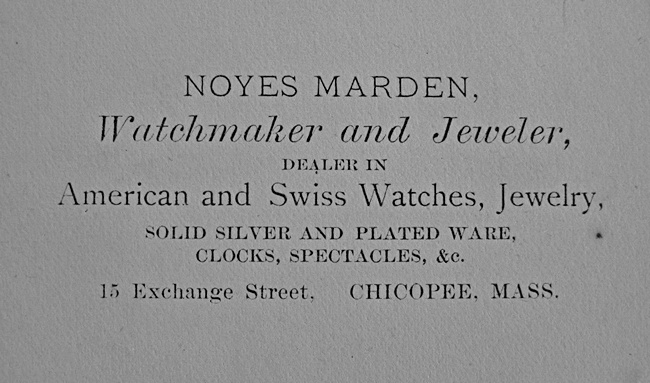 NOYES MARDEN,
Watchmaker and Jeweler,
DEALER IN
American and Swiss Watches, Jewelry,
SOLID SILVER AND PLATED WARE,
CLOCKS, SPECTACLES, &c.
15 Exchange Street, CHICOPEE, MASS.